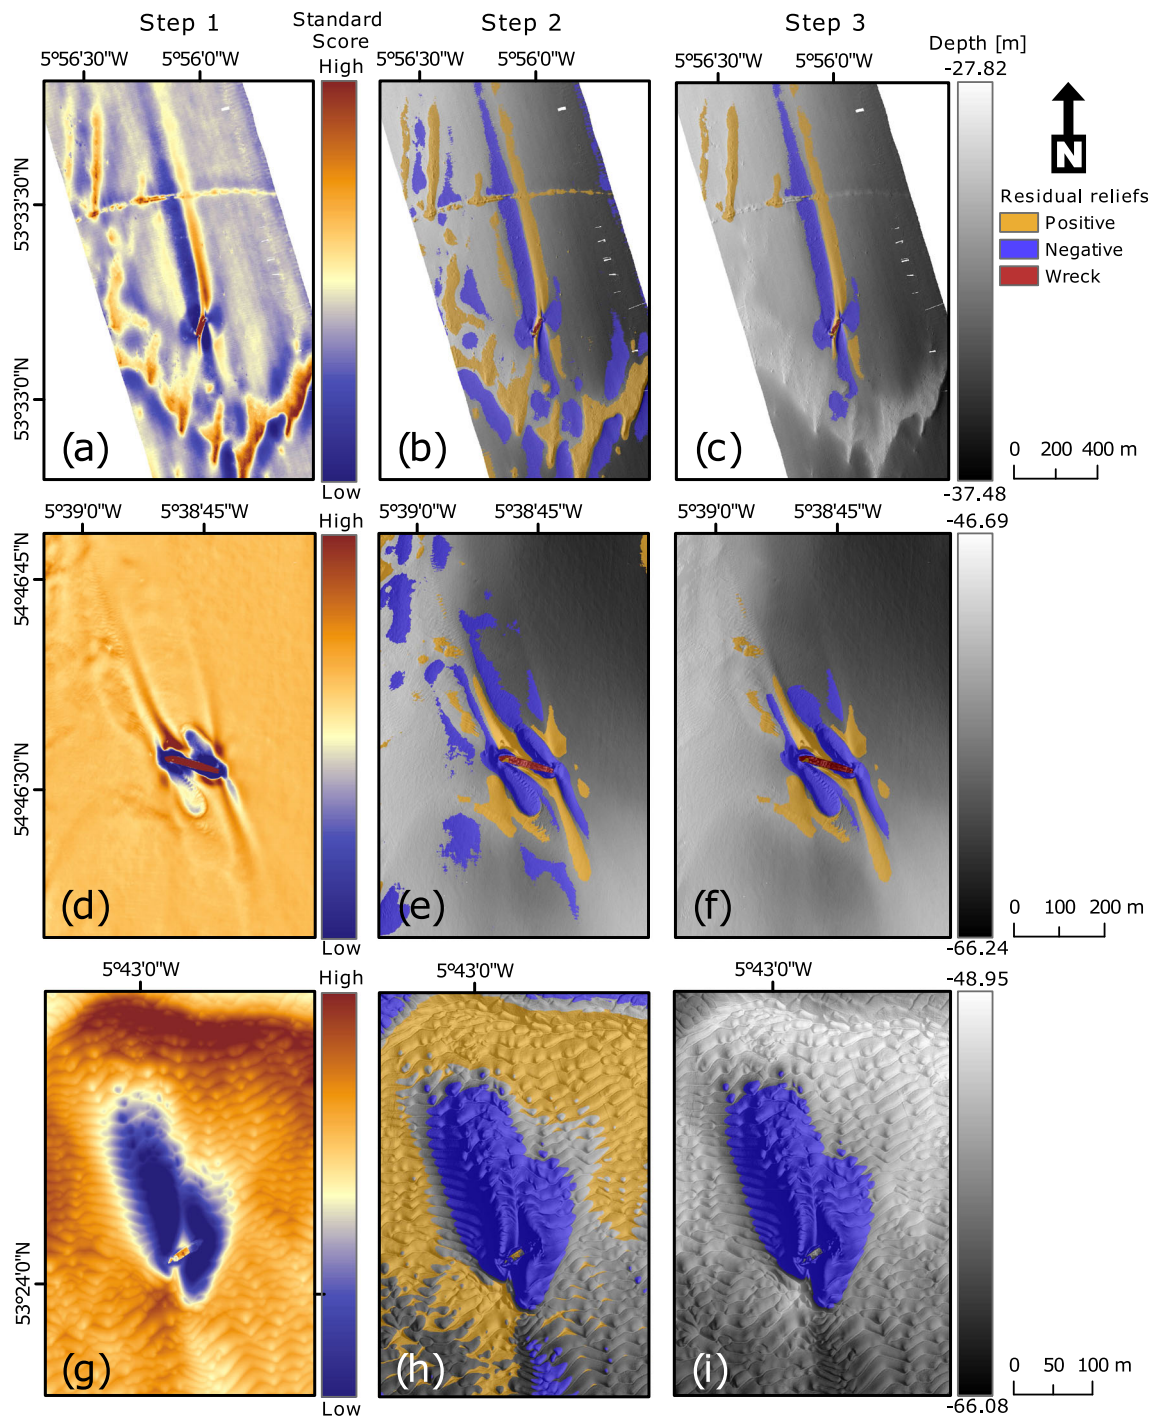 Step 1
Standard
Score
Step 2
Step 3
5°56'30"W 5°56'0"W
High
5°56'30"W 5°56'0"W
5°56'30"W 5°56'0"W
Depth [m]
-27.82
N
53°33'30"N
53°33'0"N
Residual reliefs
Positive
Negative
Wreck
(a)
(b)
(c)
0 200 400 m
Low
-37.48
5°39'0"W 5°38'45"W
High
5°39'0"W 5°38'45"W
5°39'0"W 5°38'45"W
-46.69
54°46'45"N
54°46'30"N
(d)
(e)
(f)
0 100 200 m
Low
-66.24
5°43'0"W
High
5°43'0"W
5°43'0"W
-48.95
53°24'0"N
(g)
(h)
(i)
0 50 100 m
Low
-66.08